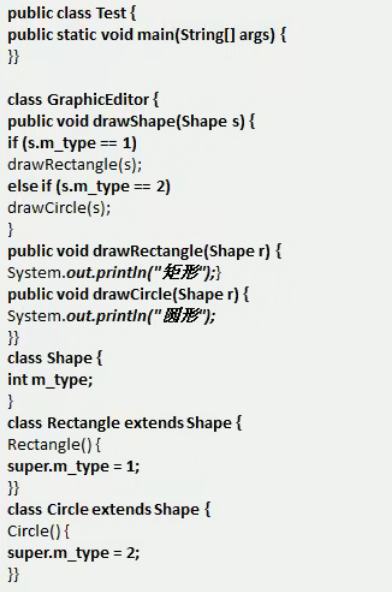 public class Test {
public static void main(String[] args) {
}}
class GraphicEditor {
public void drawShape(Shape s) {
if (s.m_type == 1)
drawRectangle(s);
else if (s.m_type == 2)
drawCircle(s);
}
public void drawRectangle(Shape r) {
System.out.println("矩形");}
public void drawCircle(Shape r) {
System.out.println("圆形");
}}
class Shape {
int m_type;
}
class Rectangle extends Shape {
Rectangle() {
super.m_type = 1;
}}
class Circle extends Shape {
Circle() {
super.m_type = 2;
}}